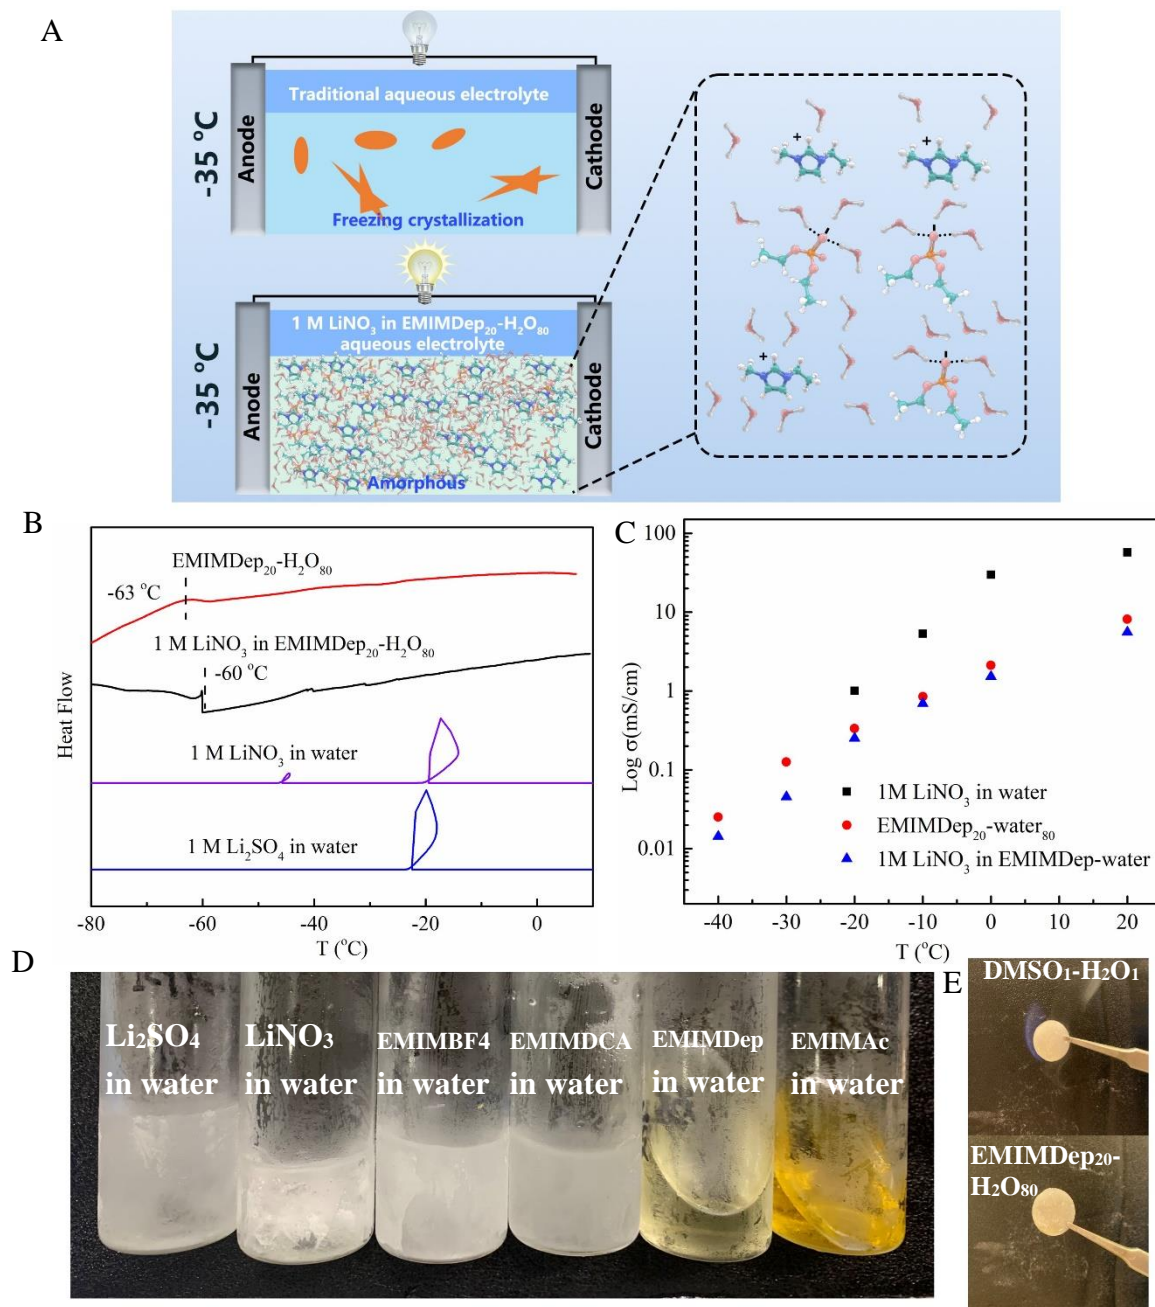 A
-35 °C
Anode
Traditional aqueous electrolyte
Cathode
Freezing crystallization
-35 °C
Anode
1 M LiNO₃ in EMIMDep₂₀-H₂O₈₀
aqueous electrolyte
Cathode
Amorphous
+
+
+
B
Heat Flow
EMIMDep₂₀-H₂O₈₀
-63 °C
1 M LiNO₃ in EMIMDep₂₀-H₂O₈₀
-60 °C
1 M LiNO₃ in water
1 M Li₂SO₄ in water
-80 -60 -40 -20 0
T (°C)
C
Log σ(mS/cm)
100
10
1
0.1
0.01
1M LiNO₃ in water
EMIMDep₂₀-water₈₀
1M LiNO₃ in EMIMDep-water
-40 -30 -20 -10 0 20
T (°C)
D
Li₂SO₄
in water
LiNO₃
in water
EMIMBF4
in water
EMIMDCA
in water
EMIMDep
in water
EMIMAc
in water
E
DMSO₁-H₂O₁
EMIMDep₂₀-
H₂O₈₀